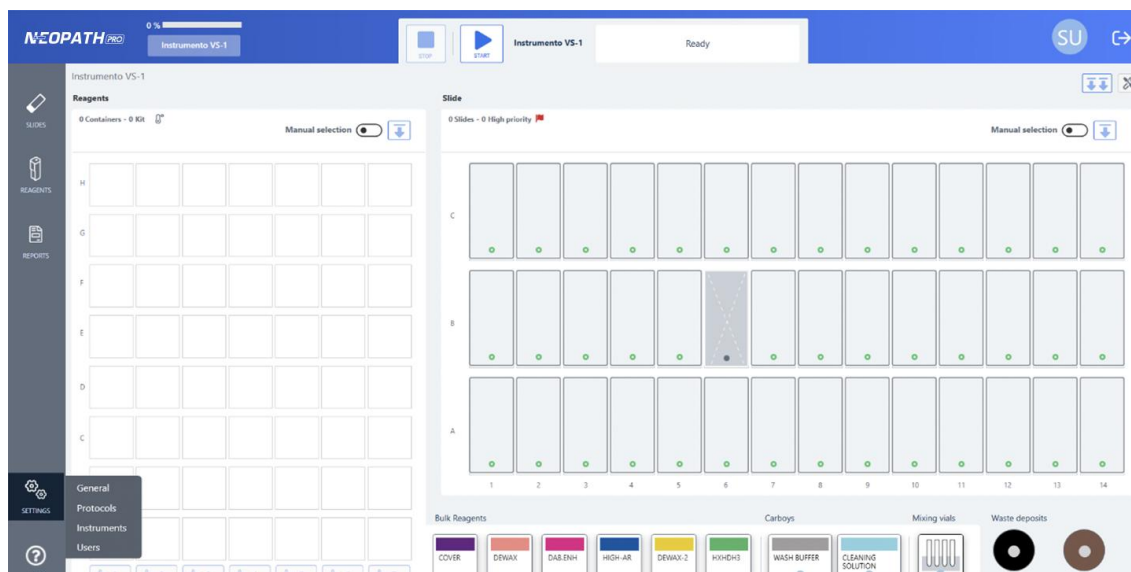 NEOPATH PRO
0 %
Instrumento VS-1
STOP
START
Instrumento VS-1
Ready
SU
SLIDES
REAGENTS
REPORTS
SETTINGS
Instrumento VS-1
Reagents
0 Containers - 0 Kit
Manual selection
H
G
F
E
D
C
General
Protocols
Instruments
Users
Slide
0 Slides - 0 High priority
Manual selection
C
B
A
1 2 3 4 5 6 7 8 9 10 11 12 13 14
Bulk Reagents
Carboys
Mixing vials
Waste deposits
COVER
DEWAX
DAB.ENH
HIGH-AR
DEWAX-2
HXHDH3
WASH BUFFER
CLEANING
SOLUTION